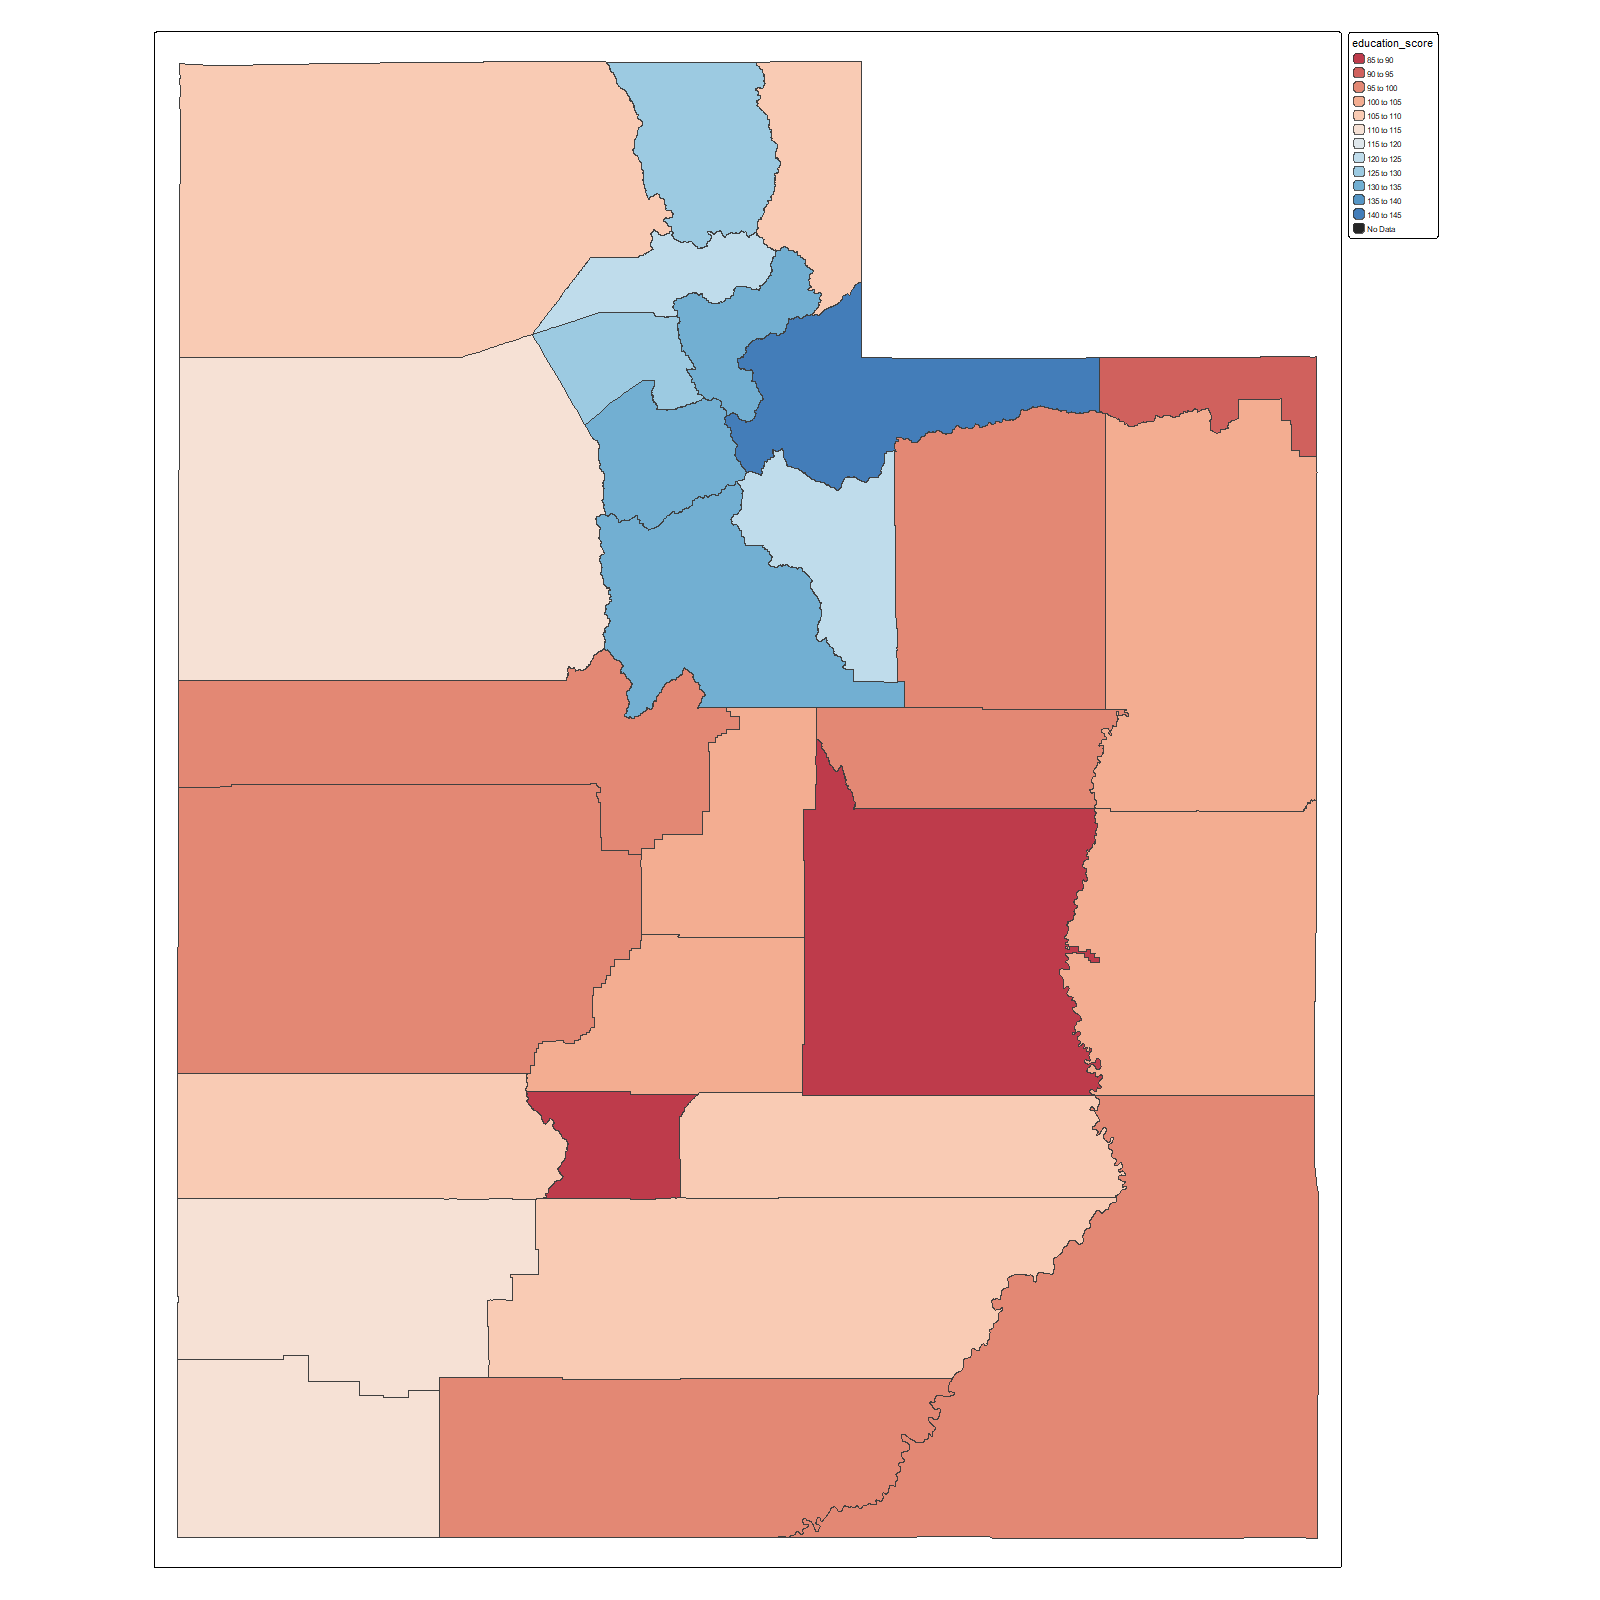 education_score
85 to 90
90 to 95
95 to 100
100 to 105
105 to 110
110 to 115
115 to 120
120 to 125
125 to 130
130 to 135
135 to 140
140 to 145
No Data